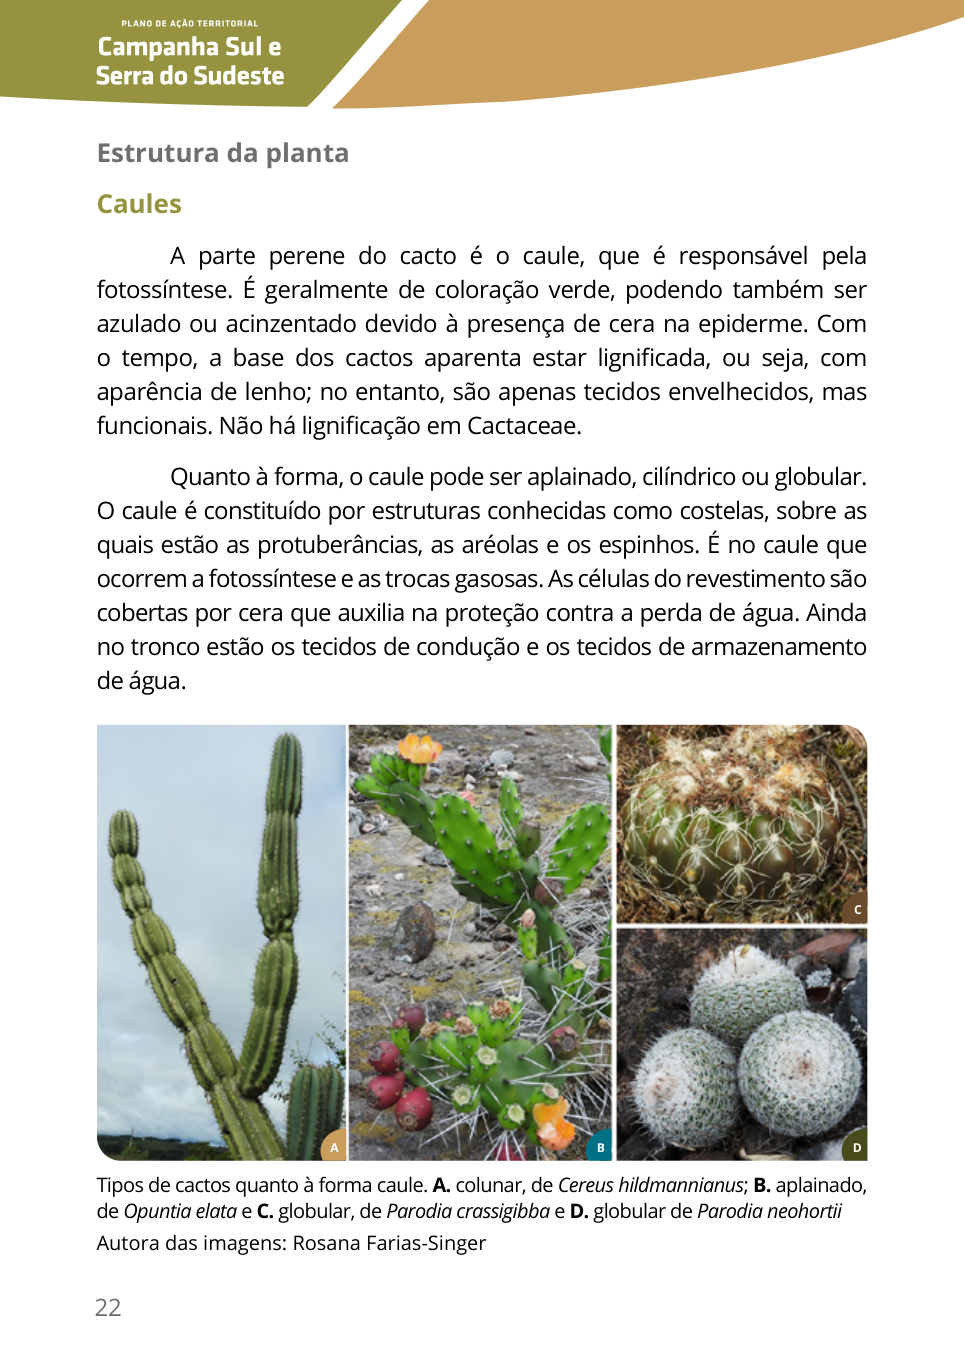 PLANO DE AÇÃO TERRITORIAL
Campanha Sul e
Serra do Sudeste
Estrutura da planta
Caules
A parte perene do cacto é o caule, que é responsável pela
fotossíntese. É geralmente de coloração verde, podendo também ser
azulado ou acinzentado devido à presença de cera na epiderme. Com
o tempo, a base dos cactos aparenta estar lignificada, ou seja, com
aparência de lenho; no entanto, são apenas tecidos envelhecidos, mas
funcionais. Não há lignificação em Cactaceae.
Quanto à forma, o caule pode ser aplainado, cilíndrico ou globular.
O caule é constituído por estruturas conhecidas como costelas, sobre as
quais estão as protuberâncias, as aréolas e os espinhos. É no caule que
ocorrem a fotossíntese e as trocas gasosas. As células do revestimento são
cobertas por cera que auxilia na proteção contra a perda de água. Ainda
no tronco estão os tecidos de condução e os tecidos de armazenamento
de água.
A
B
C
D
Tipos de cactos quanto à forma caule. A. colunar, de Cereus hildmannianus; B. aplainado,
de Opuntia elata e C. globular, de Parodia crassigibba e D. globular de Parodia neohortii
Autora das imagens: Rosana Farias-Singer
22